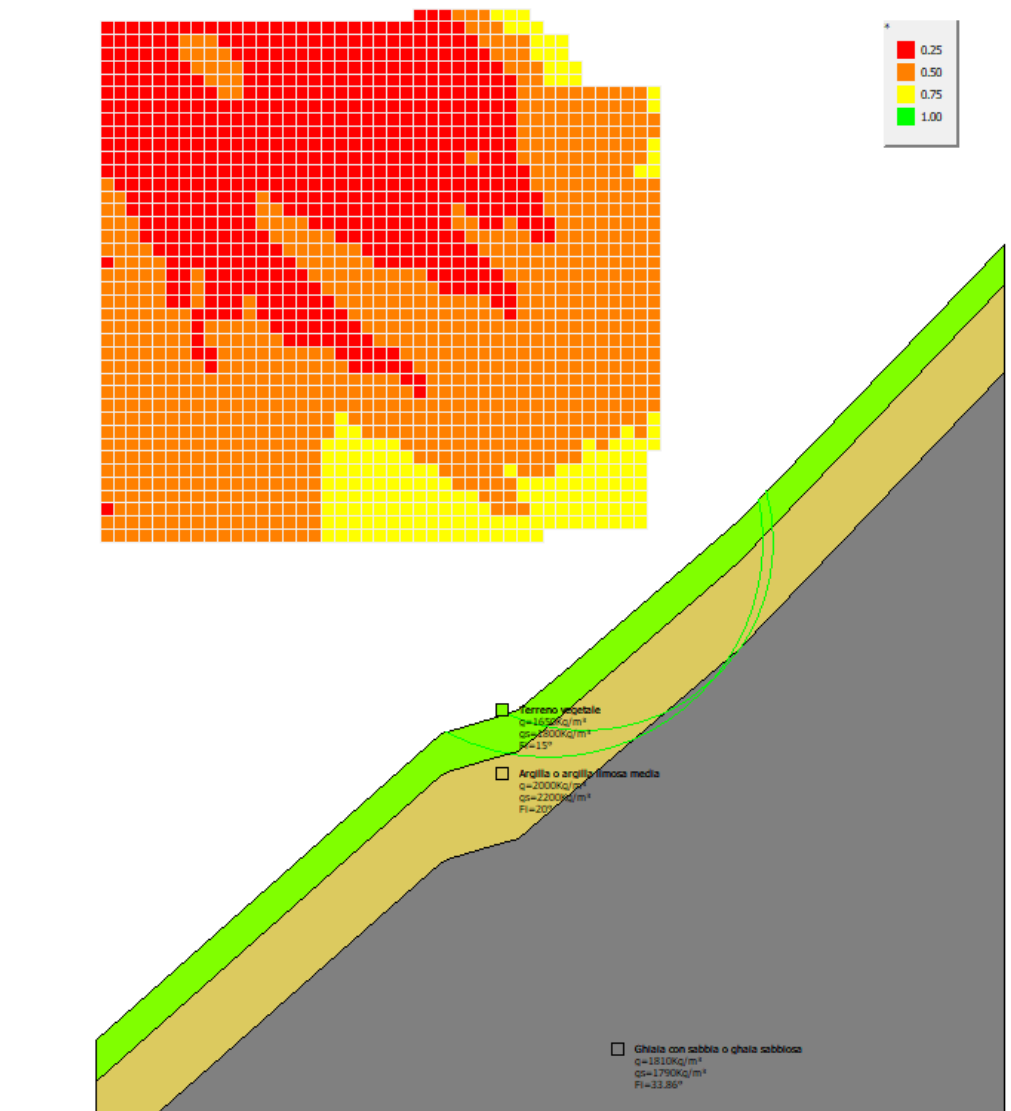 *
0.25
0.50
0.75
1.00
Terreno vegetale
g=1650Kg/m³
gs=1800Kg/m³
Fi=15°
Argilla o argilla limosa media
g=2000Kg/m³
gs=2200Kg/m³
Fi=20°
Ghiaia con sabbia o ghaia sabbiosa
g=1810Kg/m³
gs=1790Kg/m³
Fi=33.86°